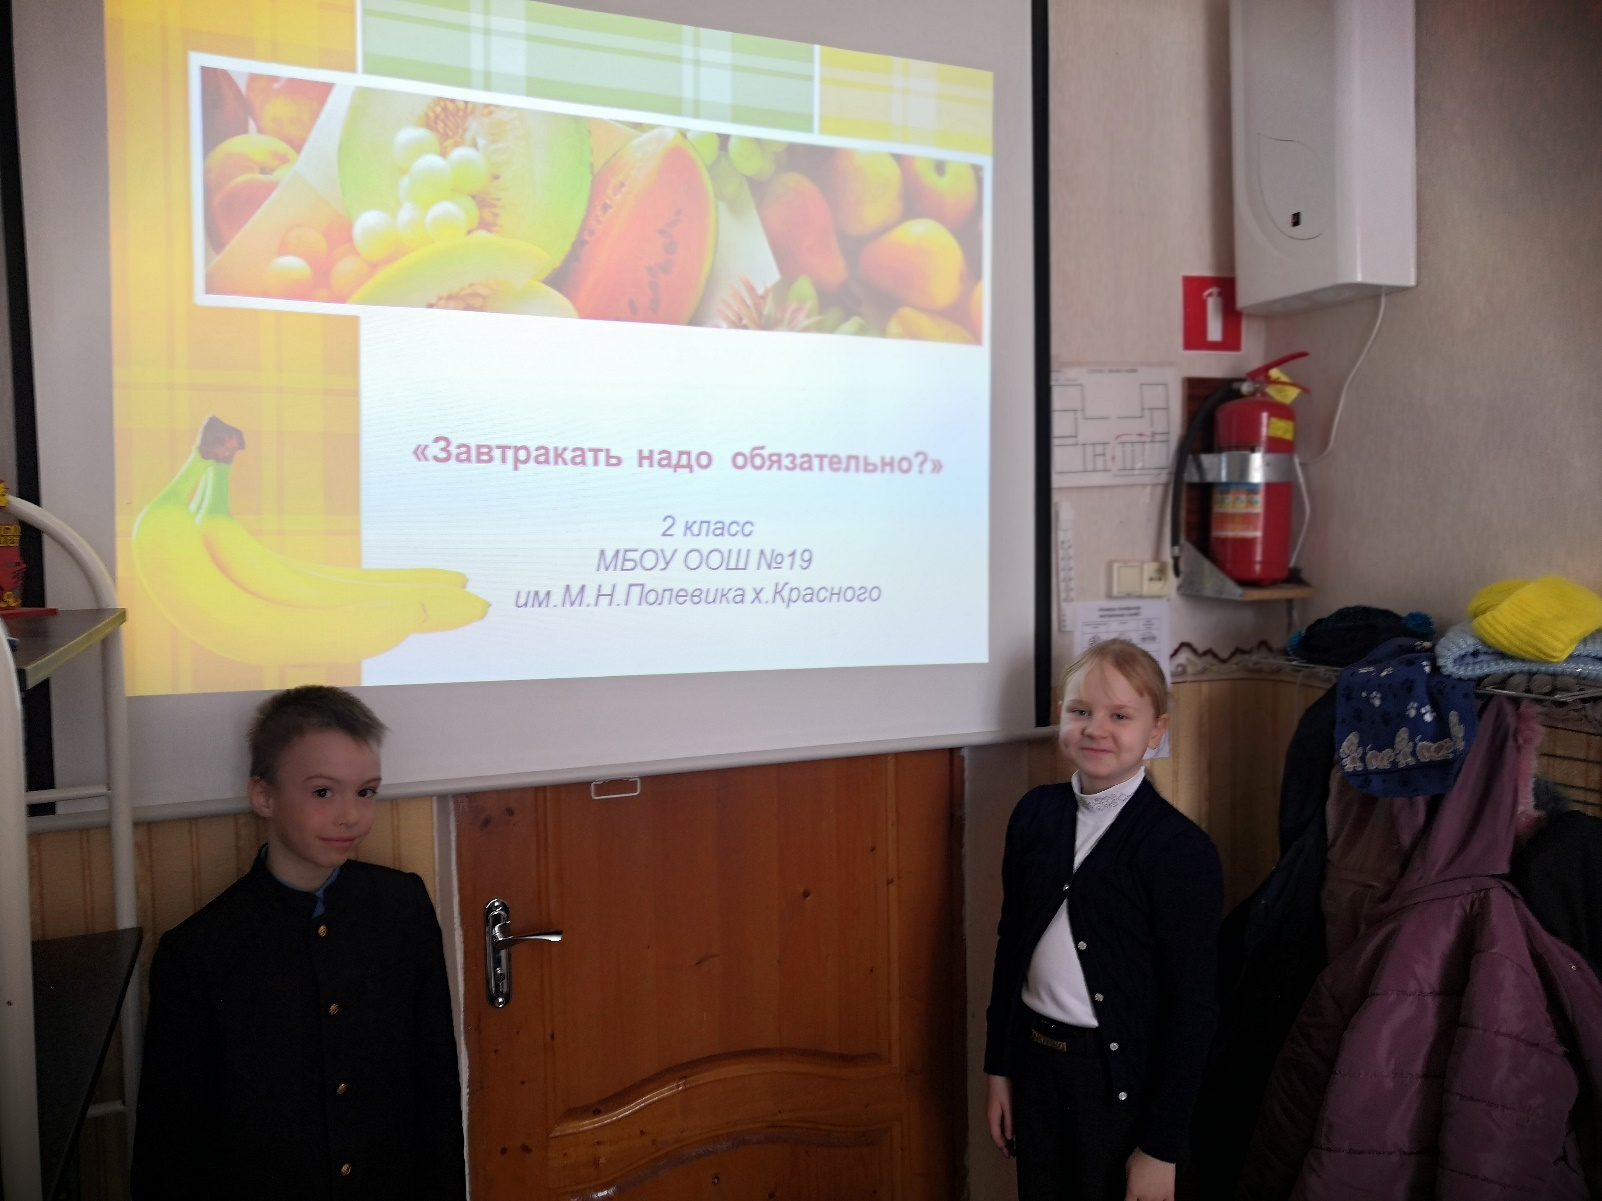 «Завтракать надо обязательно?»
2 класс
МБОУ ООШ №19
им.М.Н.Полевика х.Красного